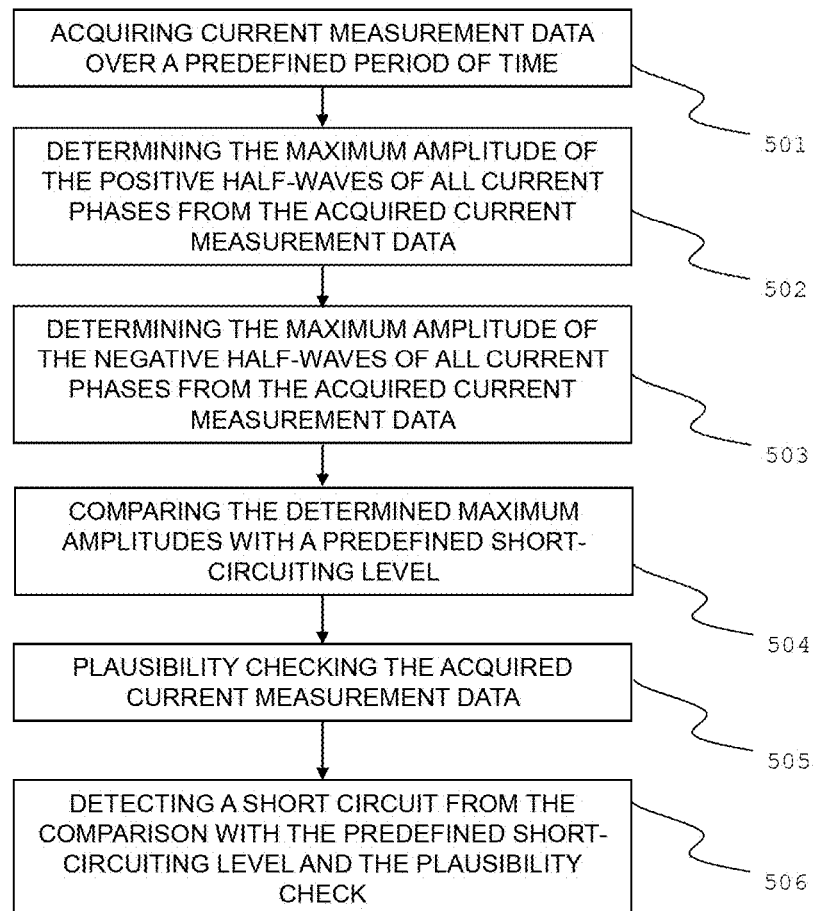 ACQUIRING CURRENT MEASUREMENT DATA
OVER A PREDEFINED PERIOD OF TIME
501
DETERMINING THE MAXIMUM AMPLITUDE OF
THE POSITIVE HALF-WAVES OF ALL CURRENT
PHASES FROM THE ACQUIRED CURRENT
MEASUREMENT DATA
502
DETERMINING THE MAXIMUM AMPLITUDE OF
THE NEGATIVE HALF-WAVES OF ALL CURRENT
PHASES FROM THE ACQUIRED CURRENT
MEASUREMENT DATA
503
COMPARING THE DETERMINED MAXIMUM
AMPLITUDES WITH A PREDEFINED SHORT-
CIRCUITING LEVEL
504
PLAUSIBILITY CHECKING THE ACQUIRED
CURRENT MEASUREMENT DATA
505
DETECTING A SHORT CIRCUIT FROM THE
COMPARISON WITH THE PREDEFINED SHORT-
CIRCUITING LEVEL AND THE PLAUSIBILITY
CHECK
506